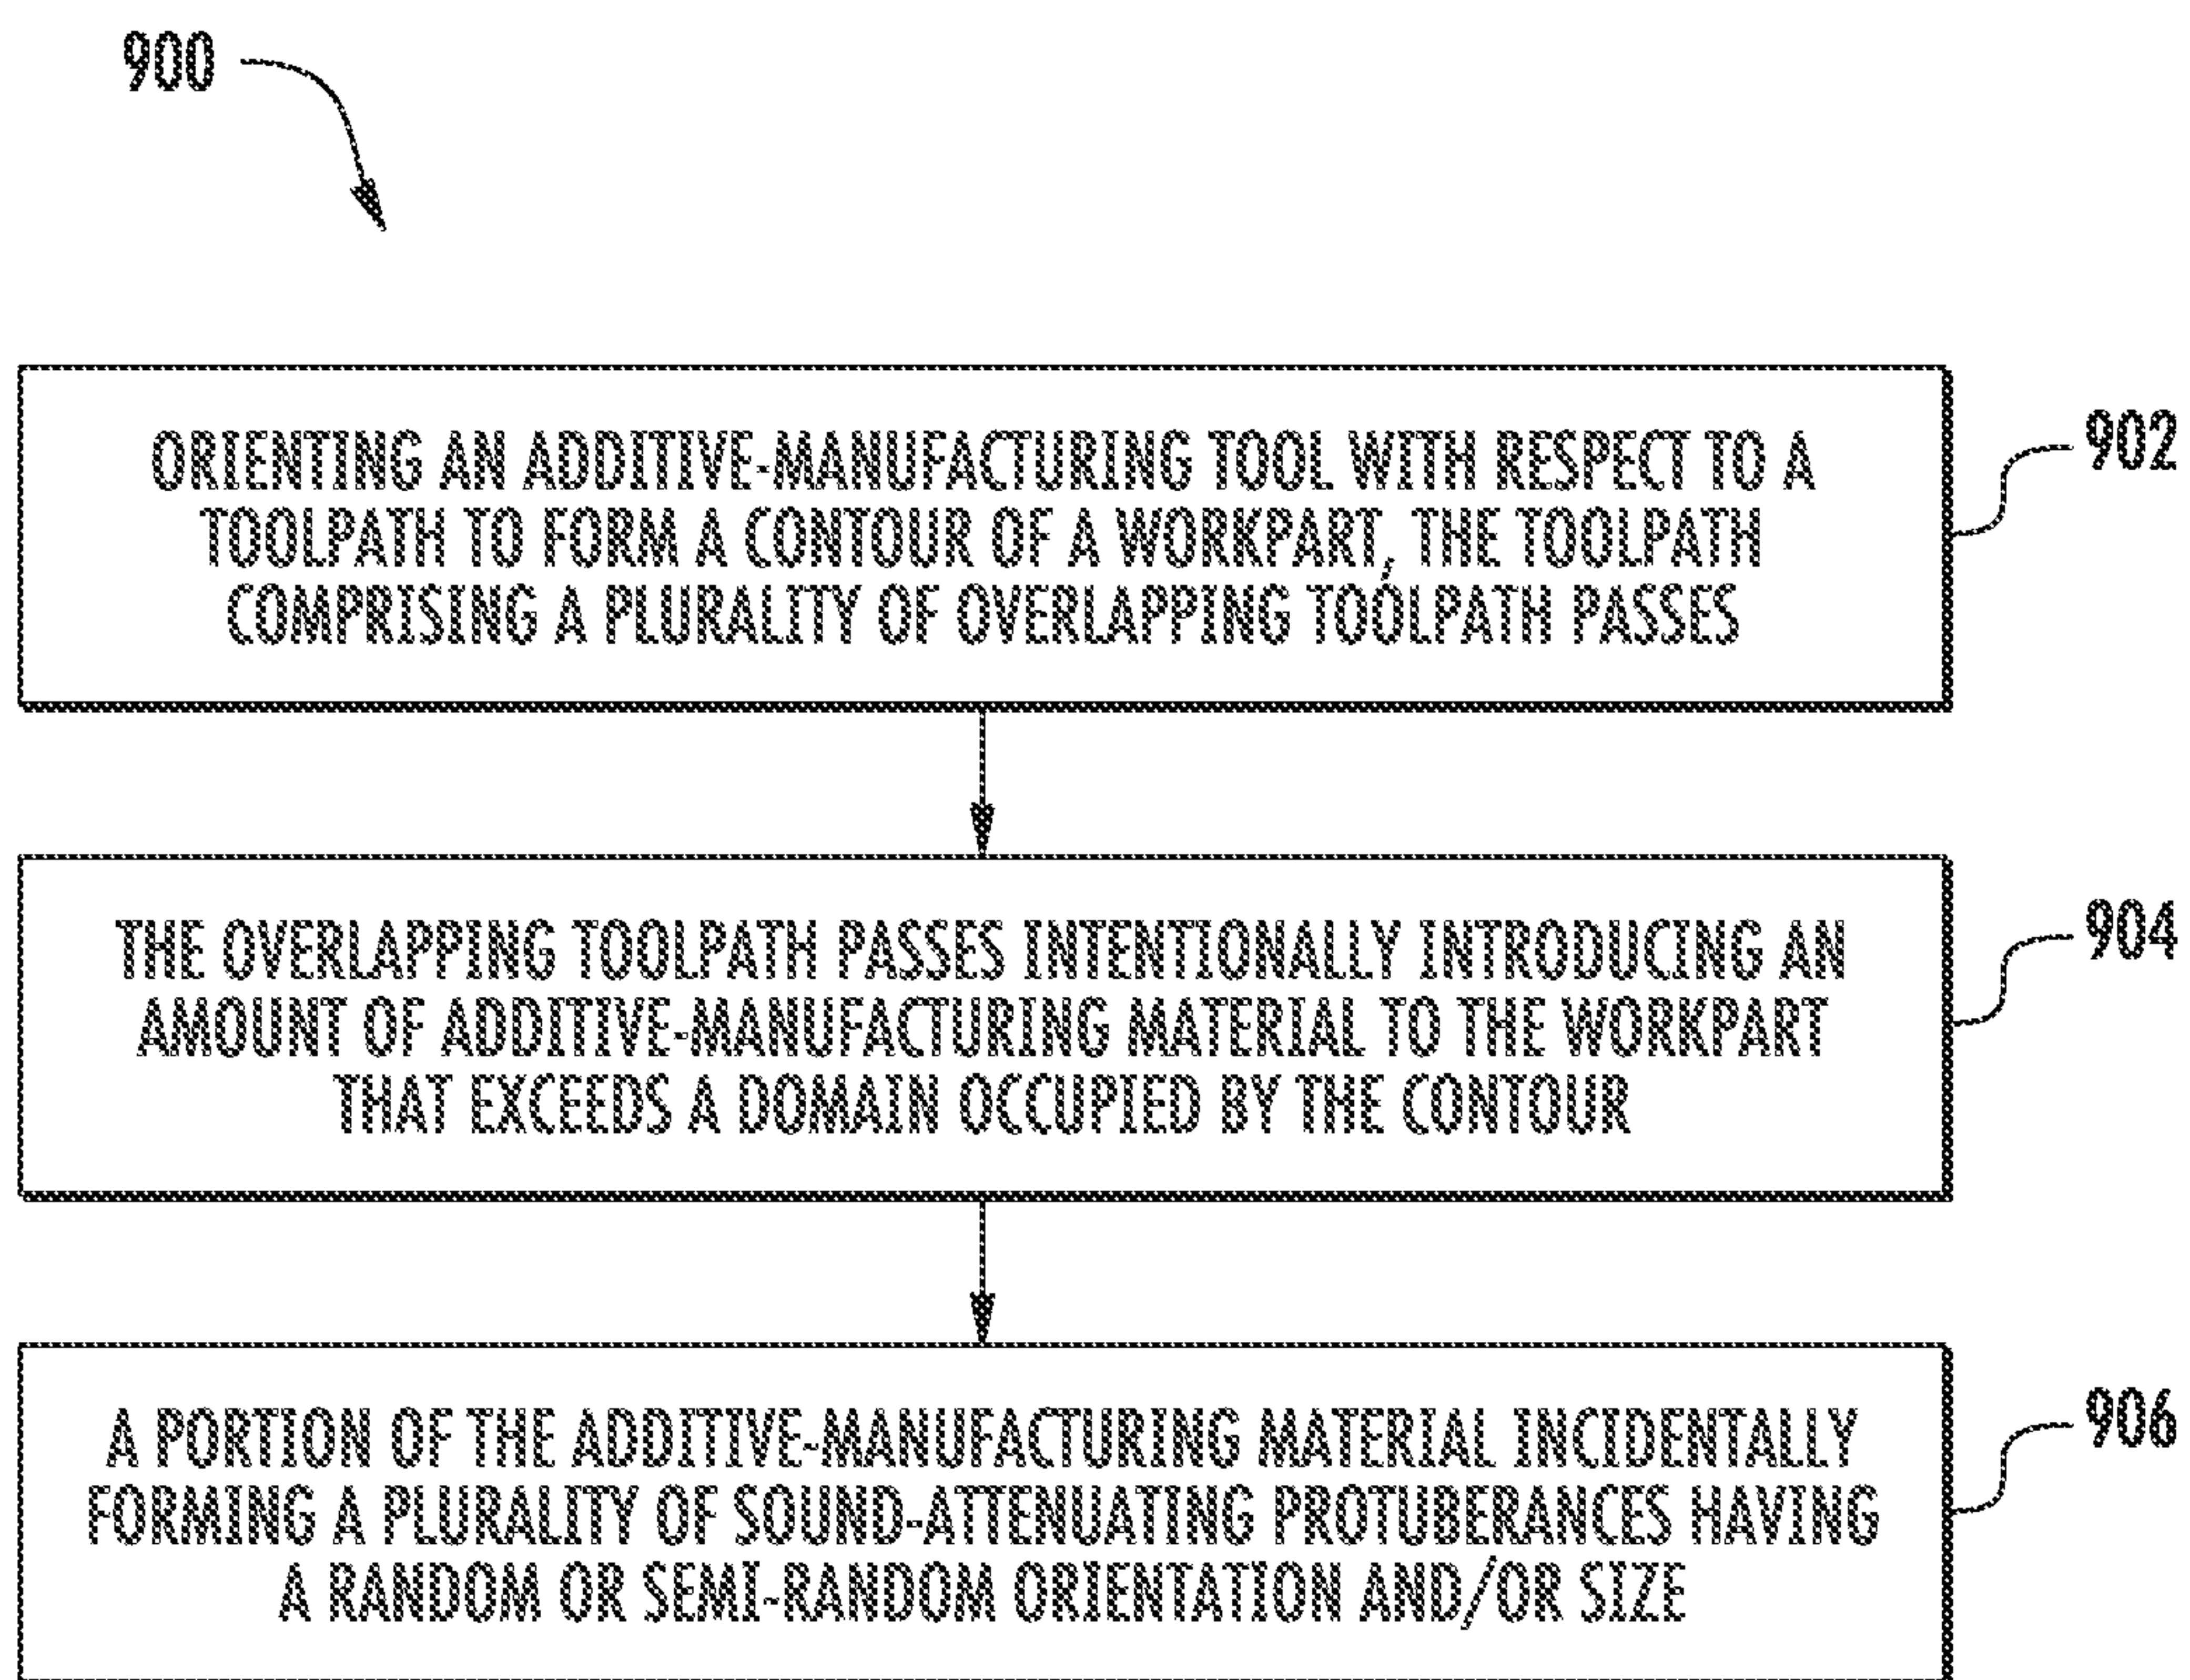 900
ORIENTING AN ADDITIVE-MANUFACTURING TOOL WITH RESPECT TO A
TOOLPATH TO FORM A CONTOUR OF A WORKPART, THE TOOLPATH
COMPRISING A PLURALITY OF OVERLAPPING TOOLPATH PASSES
902
THE OVERLAPPING TOOLPATH PASSES INTENTIONALLY INTRODUCING AN
AMOUNT OF ADDITIVE-MANUFACTURING MATERIAL TO THE WORKPART
THAT EXCEEDS A DOMAIN OCCUPIED BY THE CONTOUR
904
A PORTION OF THE ADDITIVE-MANUFACTURING MATERIAL INCIDENTALLY
FORMING A PLURALITY OF SOUND-ATTENUATING PROTUBERANCES HAVING
A RANDOM OR SEMI-RANDOM ORIENTATION AND/OR SIZE
906